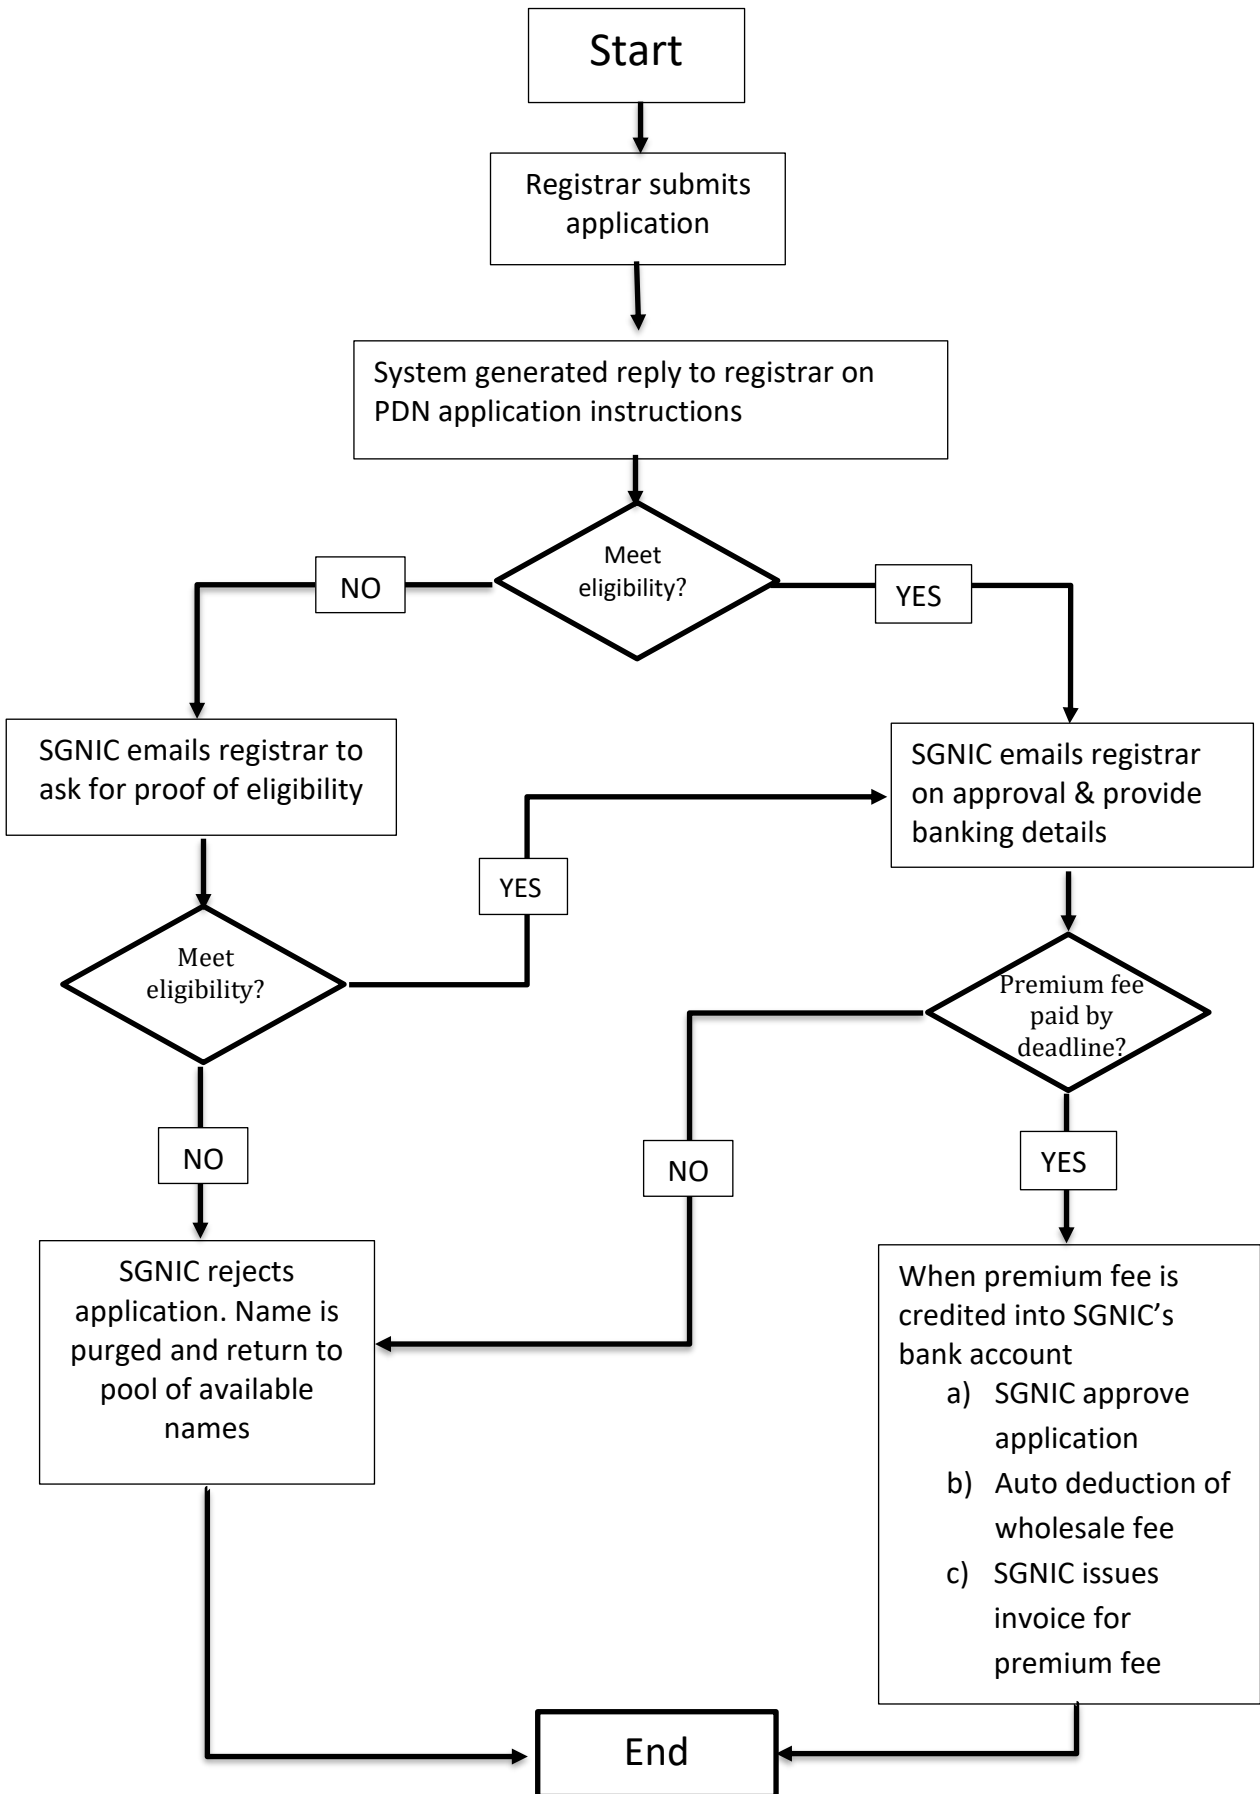 Start
Registrar submits
application
System generated reply to registrar on
PDN application instructions
Meet
eligibility?
NO
YES
SGNIC emails registrar to
ask for proof of eligibility
SGNIC emails registrar
on approval & provide
banking details
YES
Meet
eligibility?
Premium fee
paid by
deadline?
NO
NO
YES
SGNIC rejects
application. Name is
purged and return to
pool of available
names
When premium fee is
credited into SGNIC’s
bank account
a) SGNIC approve
application
b) Auto deduction of
wholesale fee
c) SGNIC issues
invoice for
premium fee
End